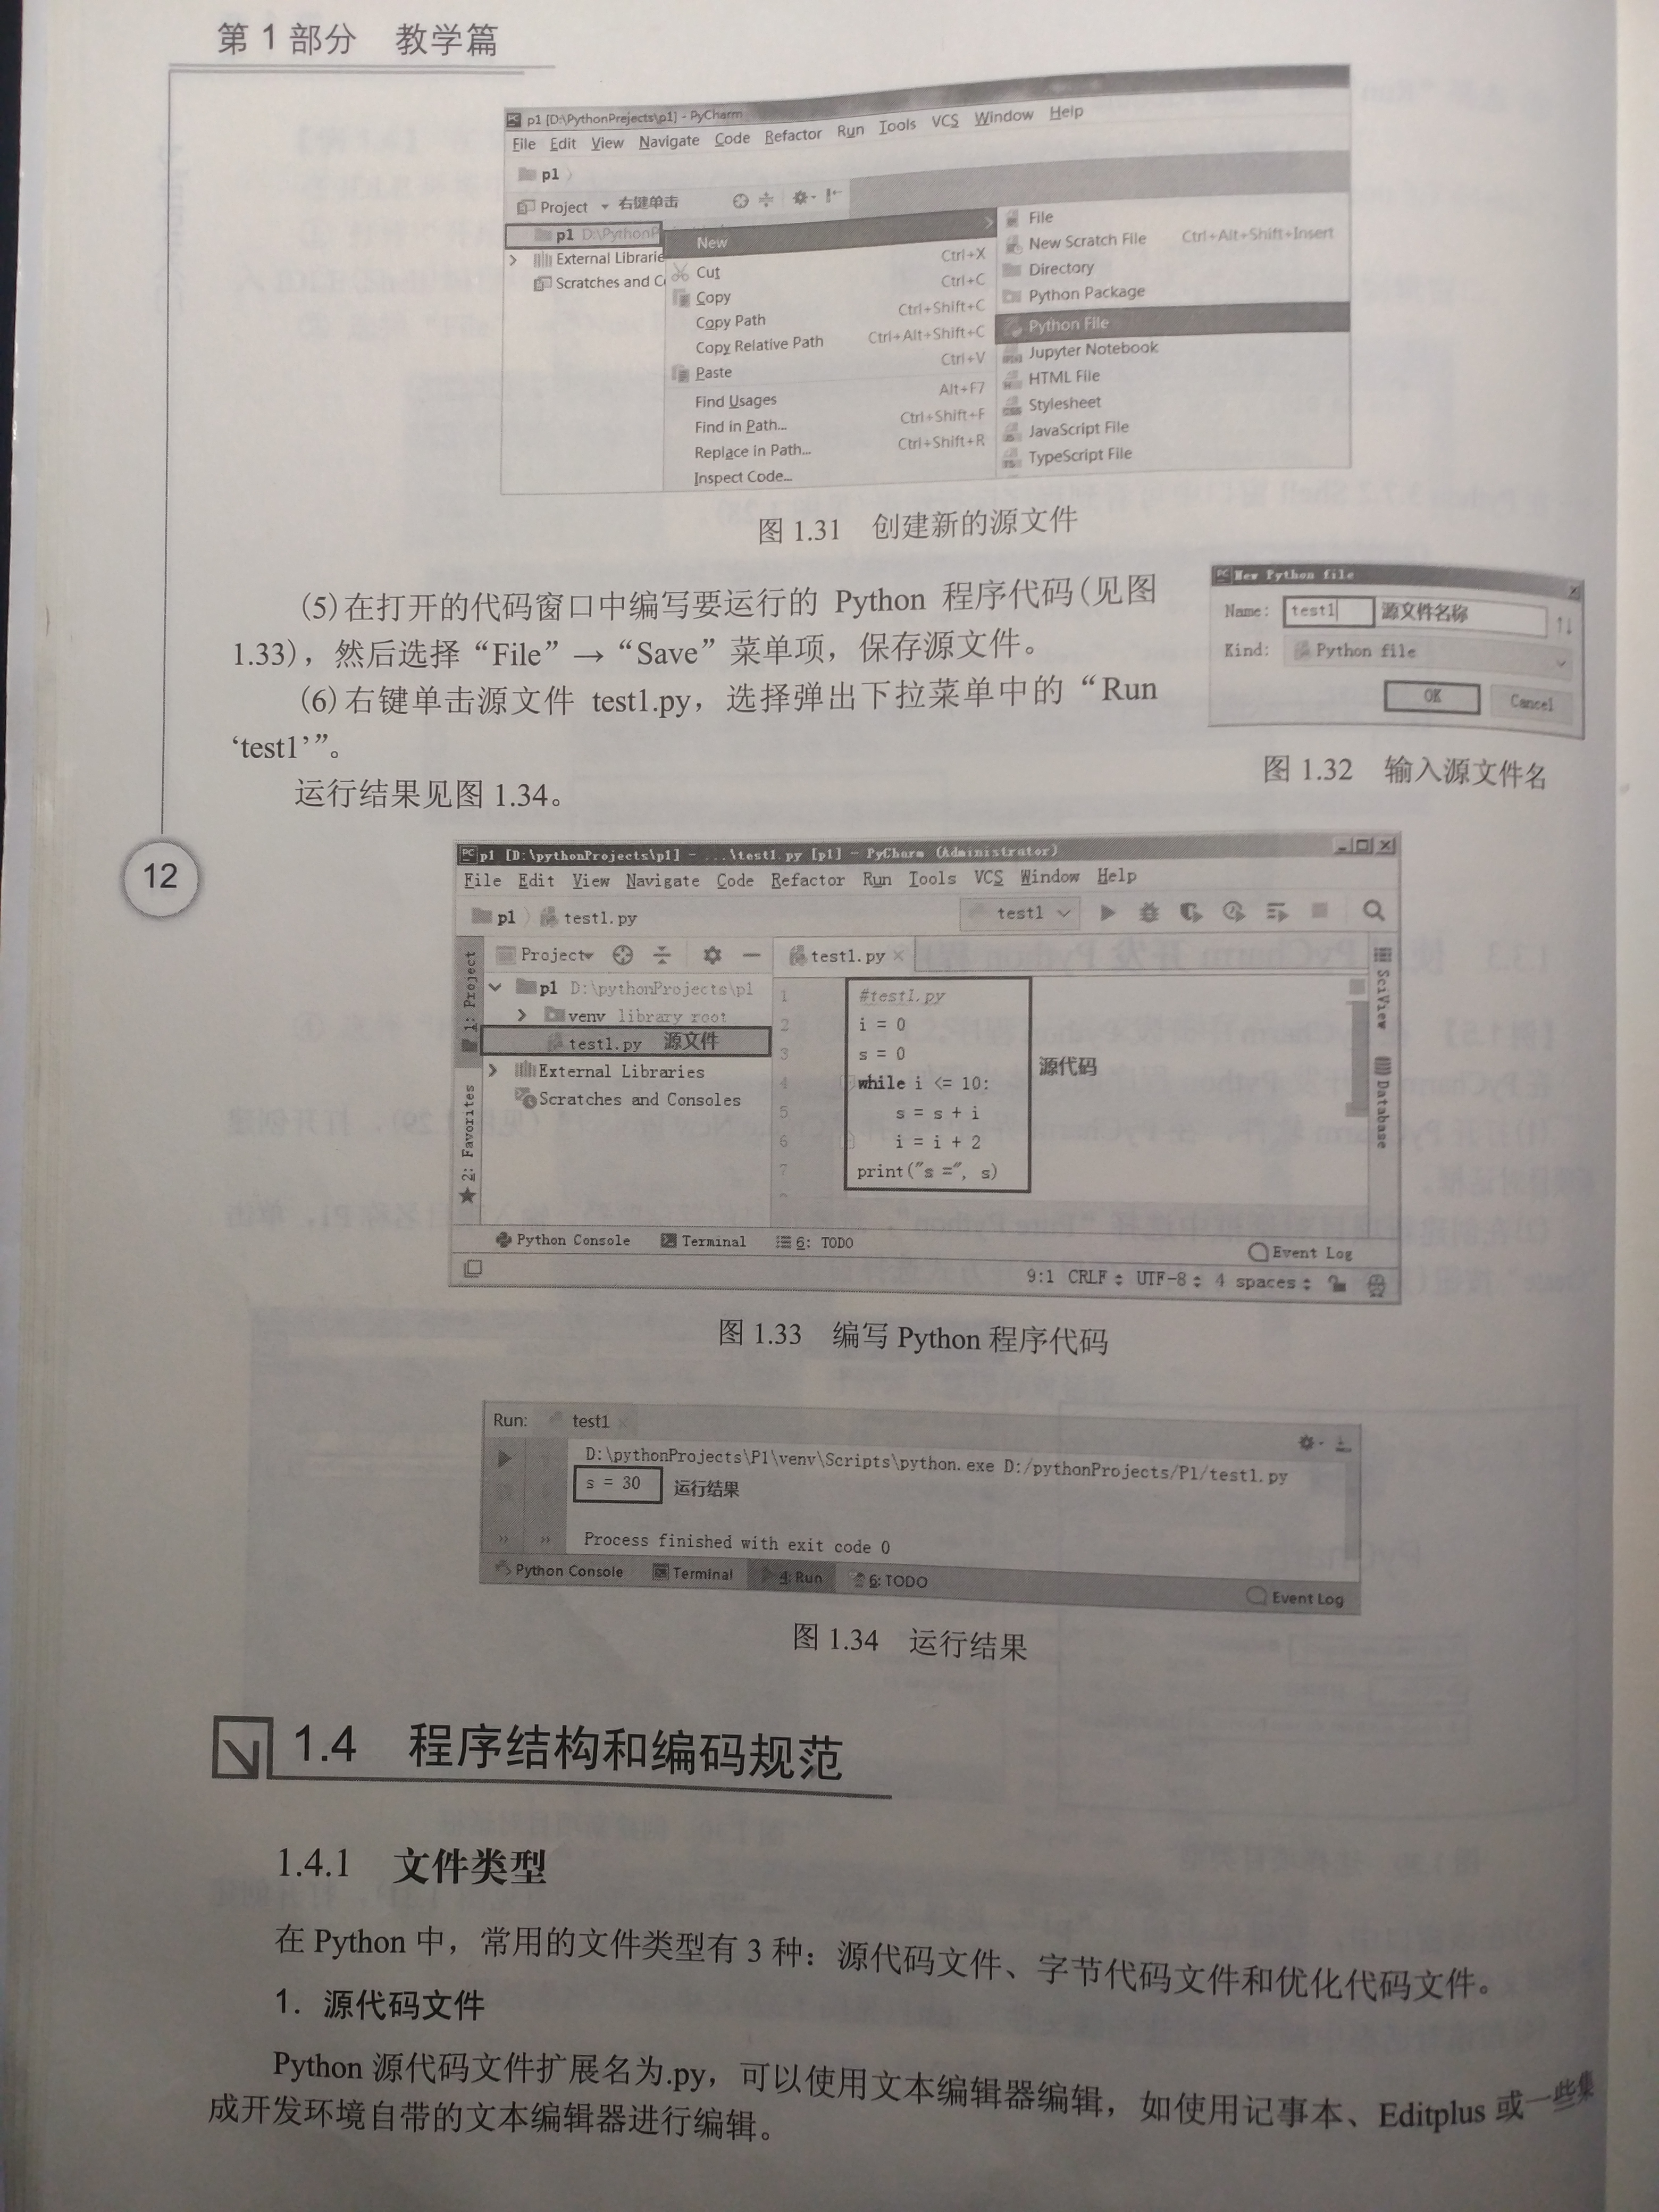 第 1 部分 教学篇
p1 [D:\PythonPrejects\p1] - PyCharm
File Edit View Navigate Code Refactor Run Tools VCS Window Help
p1
Project 右键单击
p1 D:\PythonP
External Librarie
Scratches and C
New
Cut Ctrl+X
Copy Ctrl+C
Copy Path Ctrl+Shift+C
Copy Relative Path Ctrl+Alt+Shift+C
Paste Ctrl+V
Find Usages Alt+F7
Find in Path... Ctrl+Shift+F
Replace in Path... Ctrl+Shift+R
Inspect Code...
File
New Scratch File Ctrl+Alt+Shift+Insert
Directory
Python Package
Python File
Jupyter Notebook
HTML File
Stylesheet
JavaScript File
TypeScript File
图 1.31 创建新的源文件
(5)在打开的代码窗口中编写要运行的 Python 程序代码(见图
1.33)，然后选择“File”→“Save”菜单项，保存源文件。
(6)右键单击源文件 test1.py，选择弹出下拉菜单中的“Run
‘test1’”。
运行结果见图 1.34。
New Python file
Name: test1 源文件名称
Kind: Python file
OK Cancel
图 1.32 输入源文件名
12
p1 [D:\pythonProjects\p1] - ...\test1.py [p1] - PyCharm (Administrator)
File Edit View Navigate Code Refactor Run Tools VCS Window Help
p1 test1.py test1
1: Project
2: Favorites
Project
p1 D:\pythonProjects\p1
venv library root
test1.py 源文件
External Libraries
Scratches and Consoles
test1.py
1 #test1.py
2 i = 0
3 s = 0
4 while i <= 10:
5 s = s + i
6 i = i + 2
7 print("s =", s)
源代码
SciView
Database
Python Console Terminal 6: TODO Event Log
9:1 CRLF UTF-8 4 spaces
图 1.33 编写 Python 程序代码
Run: test1
D:\pythonProjects\P1\venv\Scripts\python.exe D:/pythonProjects/P1/test1.py
s = 30 运行结果
Process finished with exit code 0
Python Console Terminal 4: Run 6: TODO Event Log
图 1.34 运行结果
1.4 程序结构和编码规范
1.4.1 文件类型
在 Python 中，常用的文件类型有 3 种：源代码文件、字节代码文件和优化代码文件。
1. 源代码文件
Python 源代码文件扩展名为.py，可以使用文本编辑器编辑，如使用记事本、Editplus 或一些集
成开发环境自带的文本编辑器进行编辑。